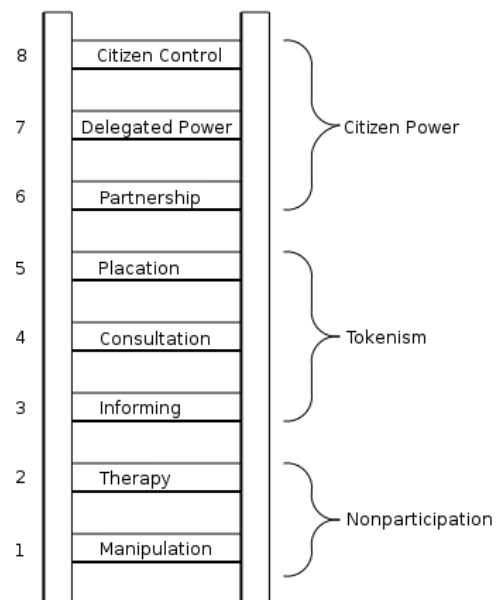 8 Citizen Control
7 Delegated Power
Citizen Power
6 Partnership
5 Placation
4 Consultation
Tokenism
3 Informing
2 Therapy
Nonparticipation
1 Manipulation